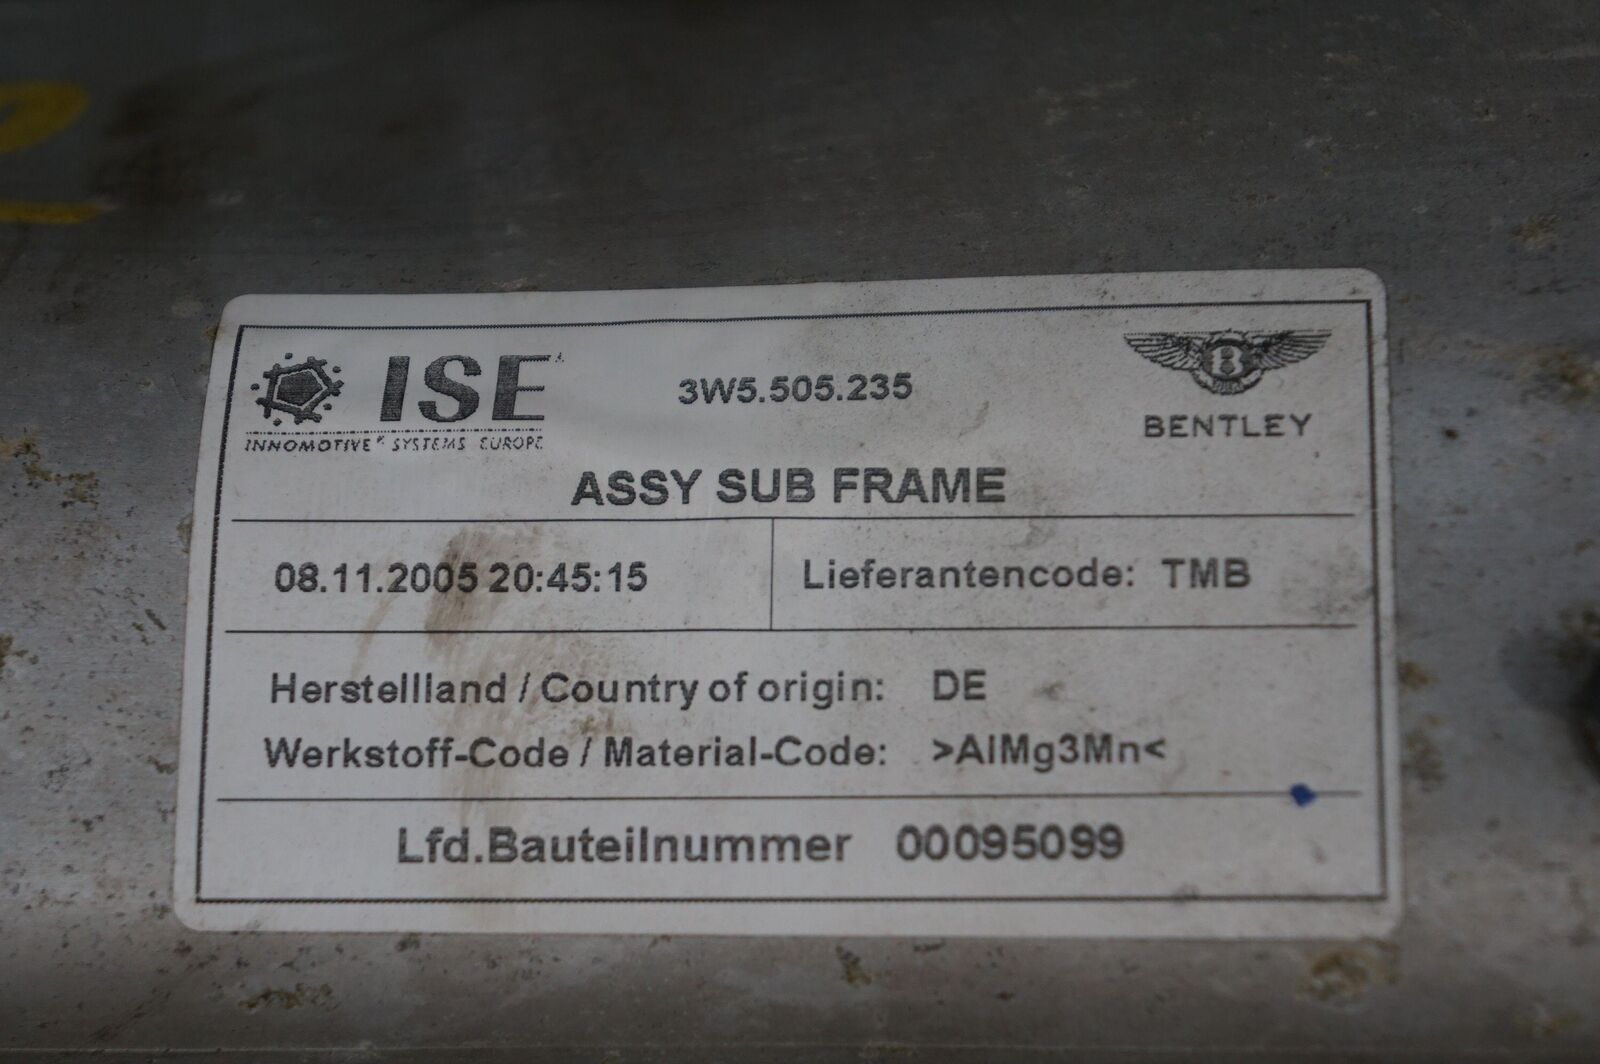 ISE
INNOMOTIVE® SYSTEMS EUROPE
3W5.505.235
B
BENTLEY
ASSY SUB FRAME
08.11.2005 20:45:15
Lieferantencode: TMB
Herstellland / Country of origin: DE
Werkstoff-Code / Material-Code: >AlMg3Mn<
Lfd.Bauteilnummer 00095099